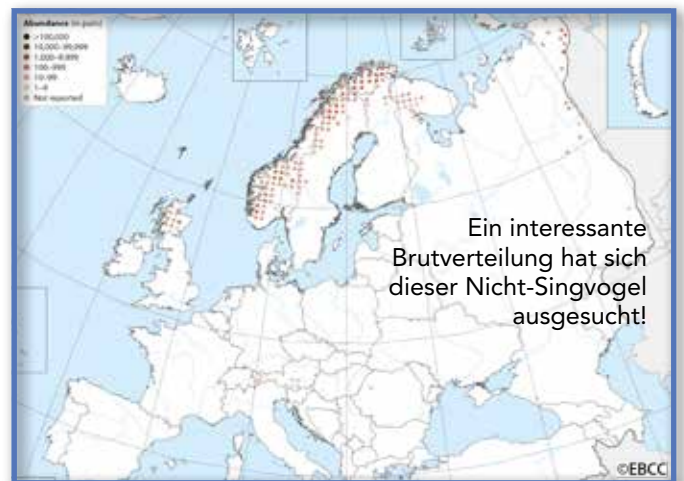 Abundance (in pairs)
>100,000
10,000–99,999
1,000–9,999
100–999
10–99
1–9
Not reported
Ein interessante
Brutverteilung hat sich
dieser Nicht-Singvogel
ausgesucht!
©EBCC